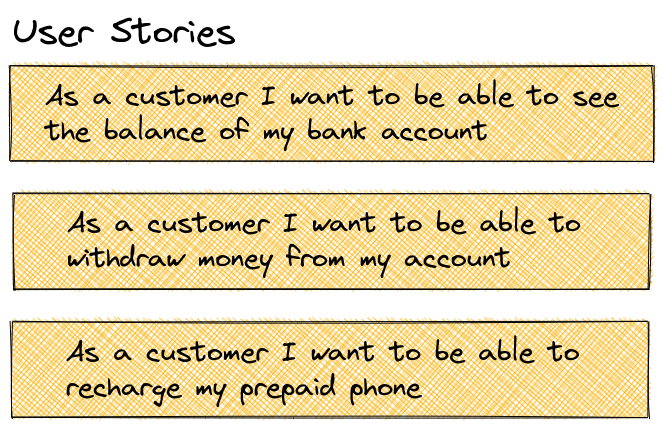 User Stories
As a customer I want to be able to see
the balance of my bank account
As a customer I want to be able to
withdraw money from my account
As a customer I want to be able to
recharge my prepaid phone